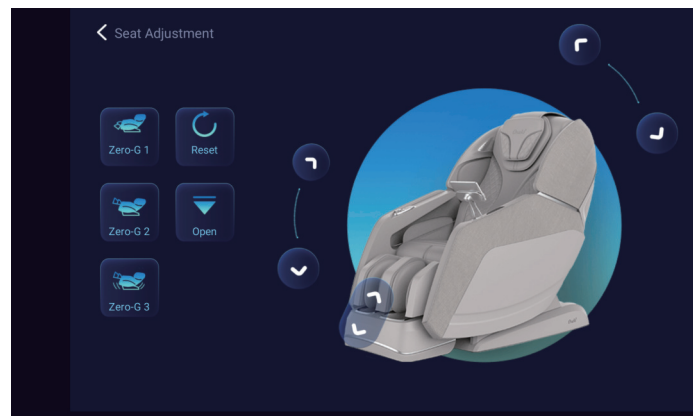 Seat Adjustment
Zero-G 1
Reset
Zero-G 2
Open
Zero-G 3